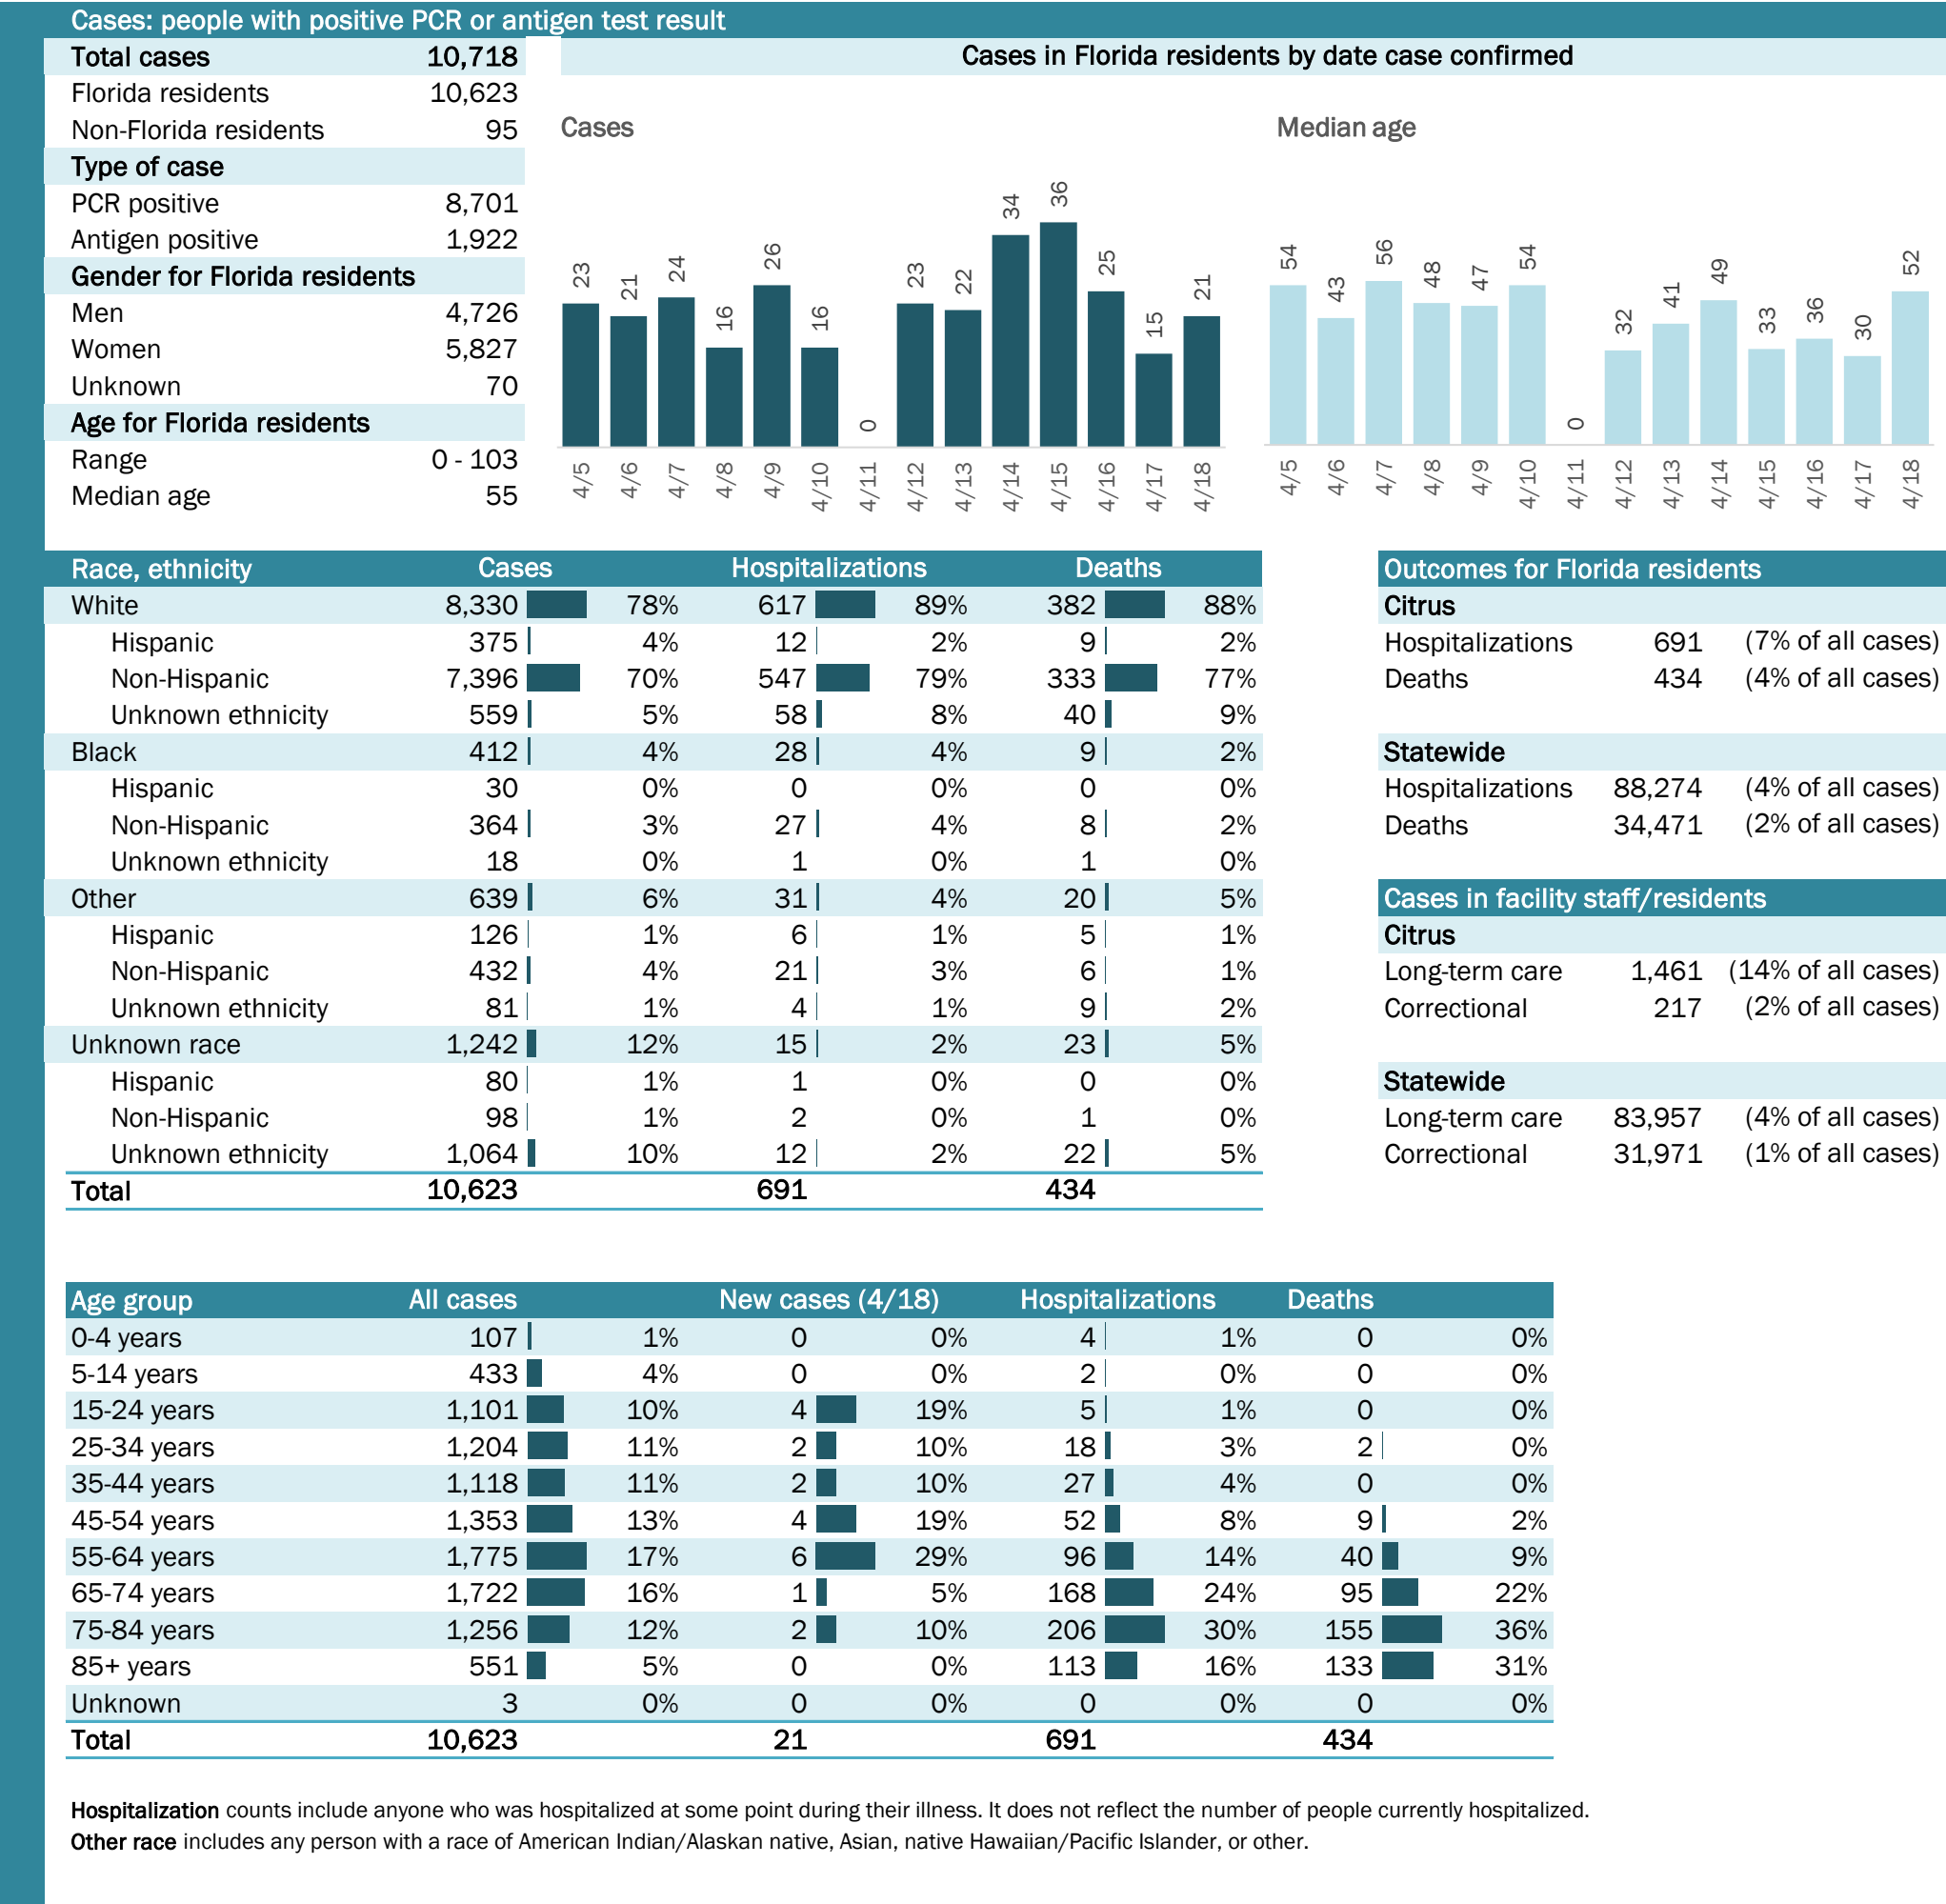 Cases: people with positive PCR or antigen test result
Total cases 10,718
Florida residents 10,623
Non-Florida residents 95
Type of case
PCR positive 8,701
Antigen positive 1,922
Gender for Florida residents
Men 4,726
Women 5,827
Unknown 70
Age for Florida residents
Range 0 - 103
Median age 55
Cases in Florida residents by date case confirmed
Cases
23 21 24 16 26 16 0 23 22 34 36 25 15 21
4/5 4/6 4/7 4/8 4/9 4/10 4/11 4/12 4/13 4/14 4/15 4/16 4/17 4/18
Median age
54 43 56 48 47 54 0 32 41 49 33 36 30 52
4/5 4/6 4/7 4/8 4/9 4/10 4/11 4/12 4/13 4/14 4/15 4/16 4/17 4/18
Race, ethnicity Cases Hospitalizations Deaths
White 8,330 78% 617 89% 382 88%
Hispanic 375 4% 12 2% 9 2%
Non-Hispanic 7,396 70% 547 79% 333 77%
Unknown ethnicity 559 5% 58 8% 40 9%
Black 412 4% 28 4% 9 2%
Hispanic 30 0% 0 0% 0 0%
Non-Hispanic 364 3% 27 4% 8 2%
Unknown ethnicity 18 0% 1 0% 1 0%
Other 639 6% 31 4% 20 5%
Hispanic 126 1% 6 1% 5 1%
Non-Hispanic 432 4% 21 3% 6 1%
Unknown ethnicity 81 1% 4 1% 9 2%
Unknown race 1,242 12% 15 2% 23 5%
Hispanic 80 1% 1 0% 0 0%
Non-Hispanic 98 1% 2 0% 1 0%
Unknown ethnicity 1,064 10% 12 2% 22 5%
Total 10,623 691 434
Outcomes for Florida residents
Citrus
Hospitalizations 691 (7% of all cases)
Deaths 434 (4% of all cases)
Statewide
Hospitalizations 88,274 (4% of all cases)
Deaths 34,471 (2% of all cases)
Cases in facility staff/residents
Citrus
Long-term care 1,461 (14% of all cases)
Correctional 217 (2% of all cases)
Statewide
Long-term care 83,957 (4% of all cases)
Correctional 31,971 (1% of all cases)
Age group All cases New cases (4/18) Hospitalizations Deaths
0-4 years 107 1% 0 0% 4 1% 0 0%
5-14 years 433 4% 0 0% 2 0% 0 0%
15-24 years 1,101 10% 4 19% 5 1% 0 0%
25-34 years 1,204 11% 2 10% 18 3% 2 0%
35-44 years 1,118 11% 2 10% 27 4% 0 0%
45-54 years 1,353 13% 4 19% 52 8% 9 2%
55-64 years 1,775 17% 6 29% 96 14% 40 9%
65-74 years 1,722 16% 1 5% 168 24% 95 22%
75-84 years 1,256 12% 2 10% 206 30% 155 36%
85+ years 551 5% 0 0% 113 16% 133 31%
Unknown 3 0% 0 0% 0 0% 0 0%
Total 10,623 21 691 434
Hospitalization counts include anyone who was hospitalized at some point during their illness. It does not reflect the number of people currently hospitalized.
Other race includes any person with a race of American Indian/Alaskan native, Asian, native Hawaiian/Pacific Islander, or other.